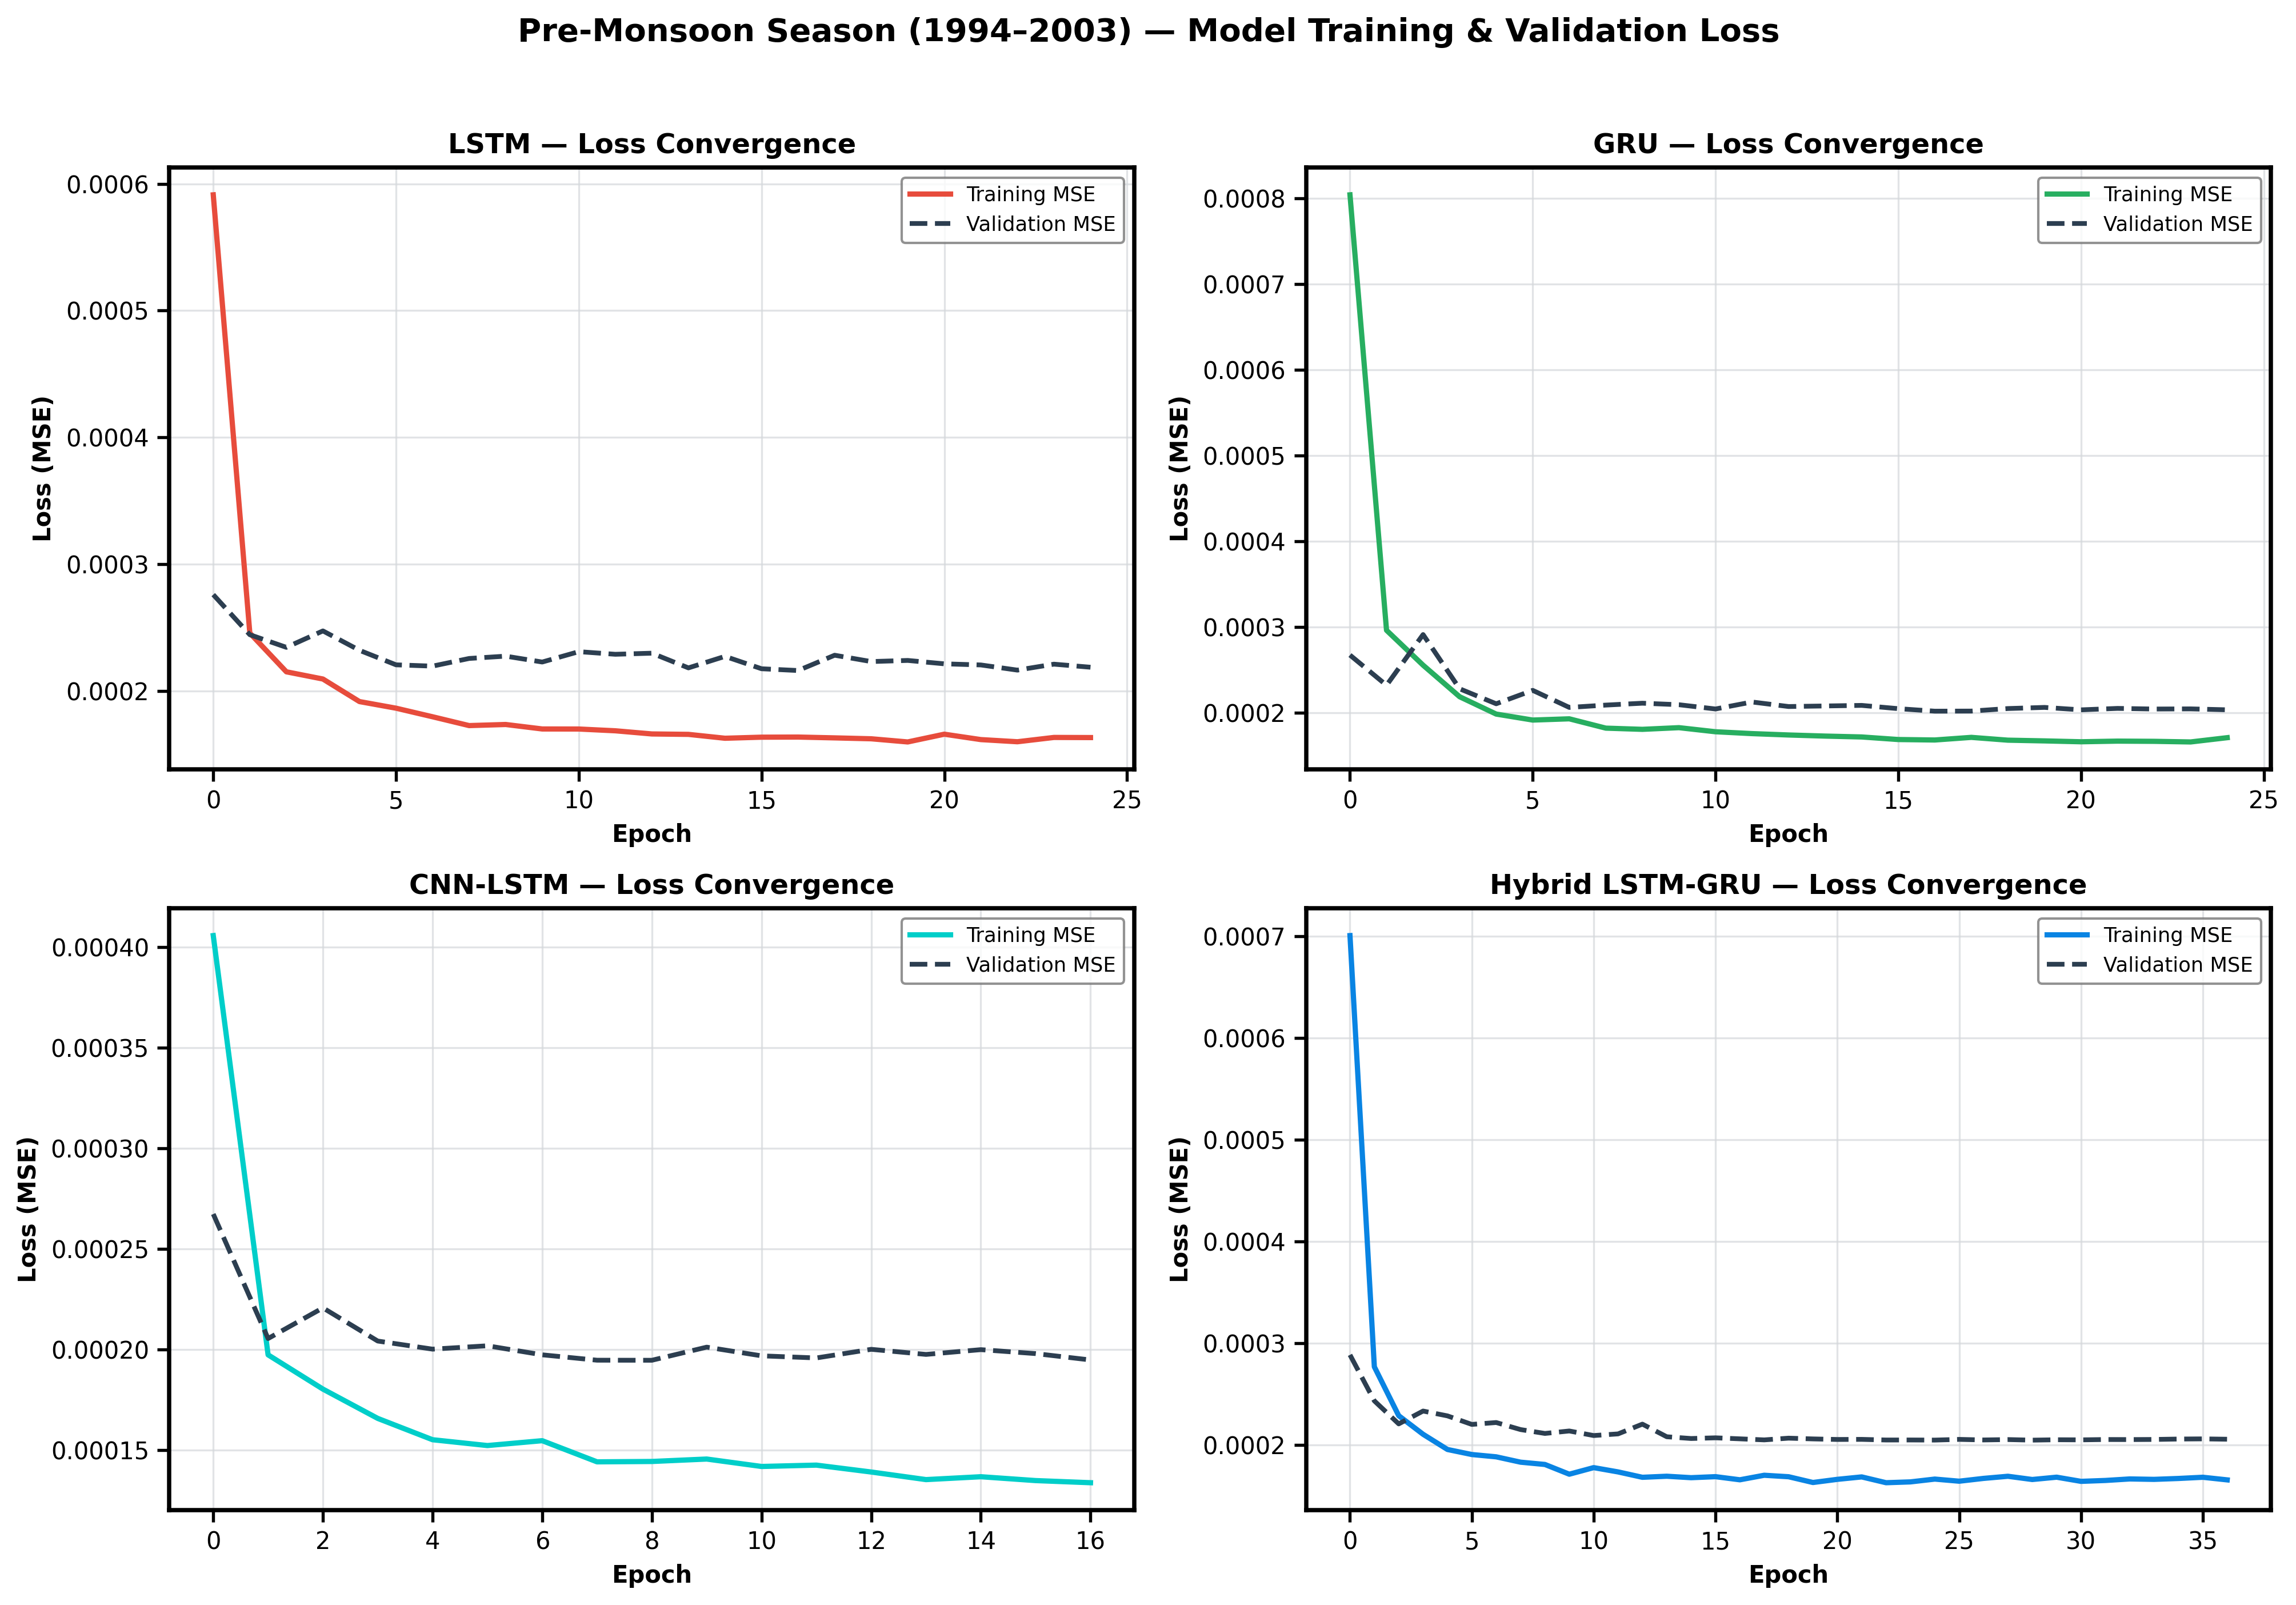 Pre-Monsoon Season (1994–2003) — Model Training & Validation Loss
LSTM — Loss Convergence
Training MSE
Validation MSE
0.0006
0.0005
0.0004
0.0003
0.0002
Loss (MSE)
0 5 10 15 20 25
Epoch
GRU — Loss Convergence
Training MSE
Validation MSE
0.0008
0.0007
0.0006
0.0005
0.0004
0.0003
0.0002
Loss (MSE)
0 5 10 15 20 25
Epoch
CNN-LSTM — Loss Convergence
Training MSE
Validation MSE
0.00040
0.00035
0.00030
0.00025
0.00020
0.00015
Loss (MSE)
0 2 4 6 8 10 12 14 16
Epoch
Hybrid LSTM-GRU — Loss Convergence
Training MSE
Validation MSE
0.0007
0.0006
0.0005
0.0004
0.0003
0.0002
Loss (MSE)
0 5 10 15 20 25 30 35
Epoch